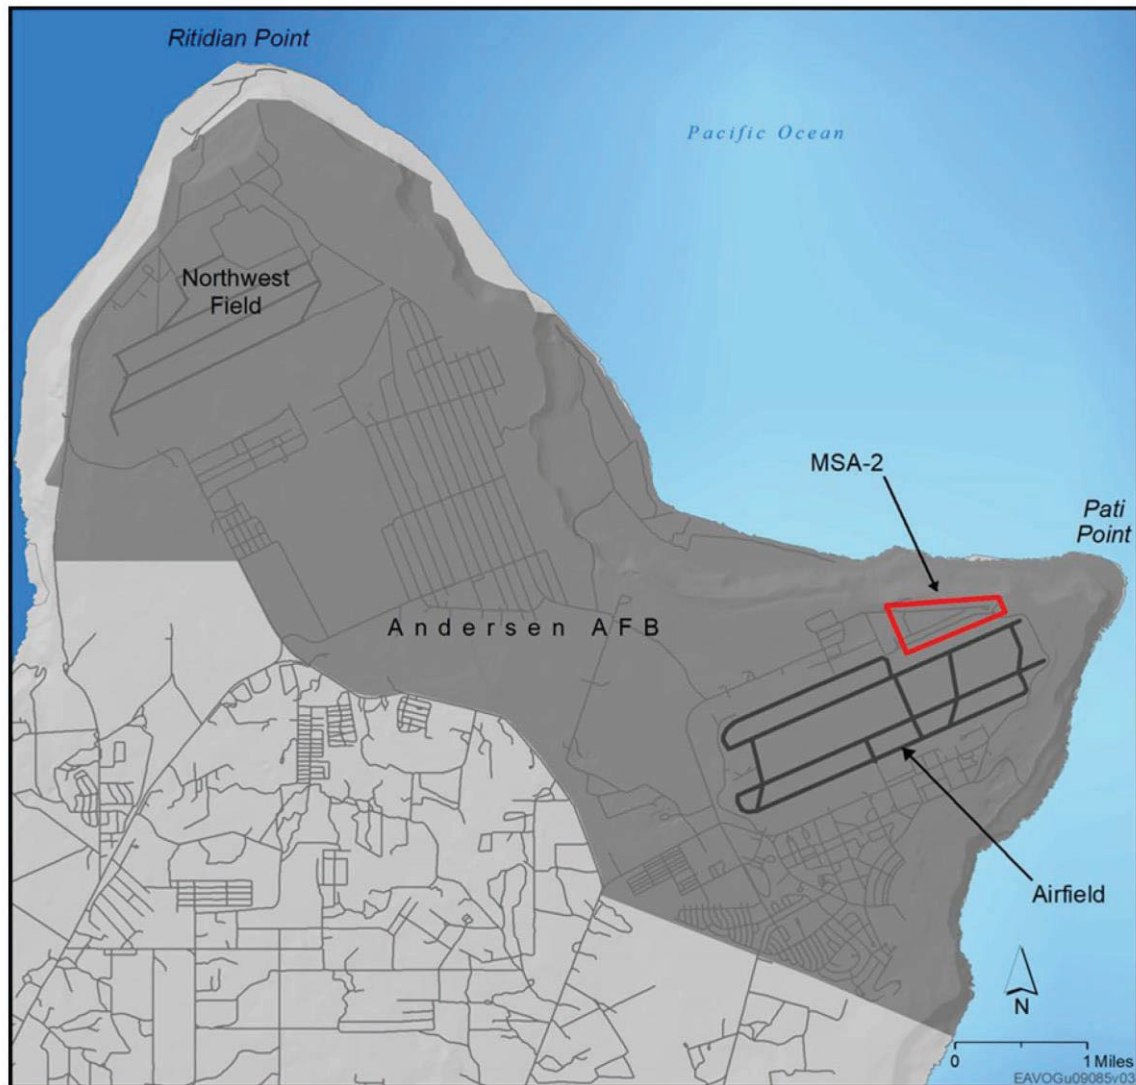 Ritidian Point
Pacific Ocean
Northwest
Field
MSA-2
Pati
Point
Andersen AFB
Airfield
N
0 1 Miles
EAVOGu09085v03